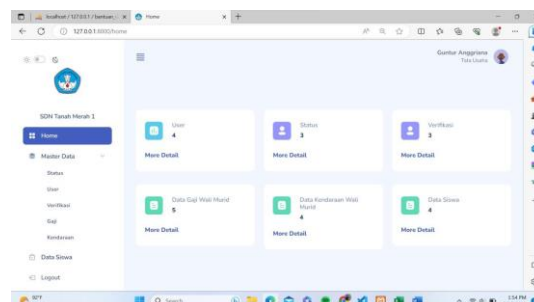 localhost / 127.0.0.1 / bantuan_
Home
127.0.0.1:8000/home
Guntur Anggriana
Tata Usaha
SDN Tanah Merah 1
Home
Master Data
Status
User
Verifikasi
Gaji
Kendaraan
Data Siswa
Logout
User
4
More Detail
Status
3
More Detail
Verifikasi
3
More Detail
Data Gaji Wali Murid
5
More Detail
Data Kendaraan Wali
Murid
4
More Detail
Data Siswa
4
More Detail
92°F
Search
1:54 PM